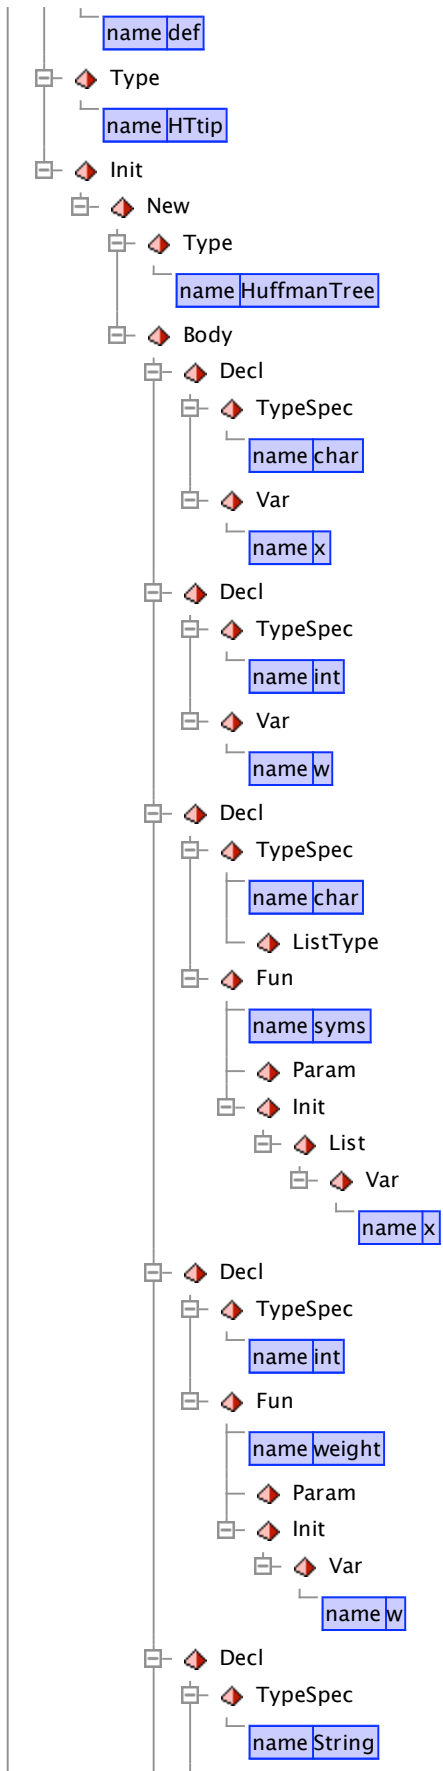 name def
Type
name HTtip
Init
New
Type
name HuffmanTree
Body
Decl
TypeSpec
name char
Var
name x
Decl
TypeSpec
name int
Var
name w
Decl
TypeSpec
name char
ListType
Fun
name syms
Param
Init
List
Var
name x
Decl
TypeSpec
name int
Fun
name weight
Param
Init
Var
name w
Decl
TypeSpec
name String